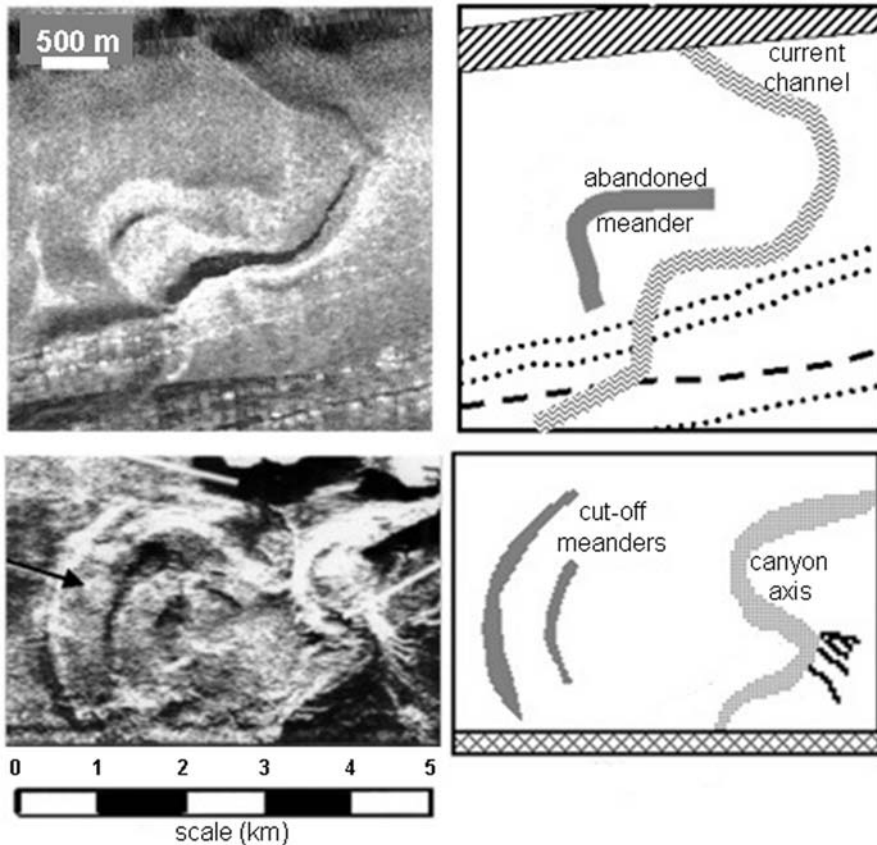 500 m
current
channel
abandoned
meander
cut-off
meanders
canyon
axis
0 1 2 3 4 5
scale (km)